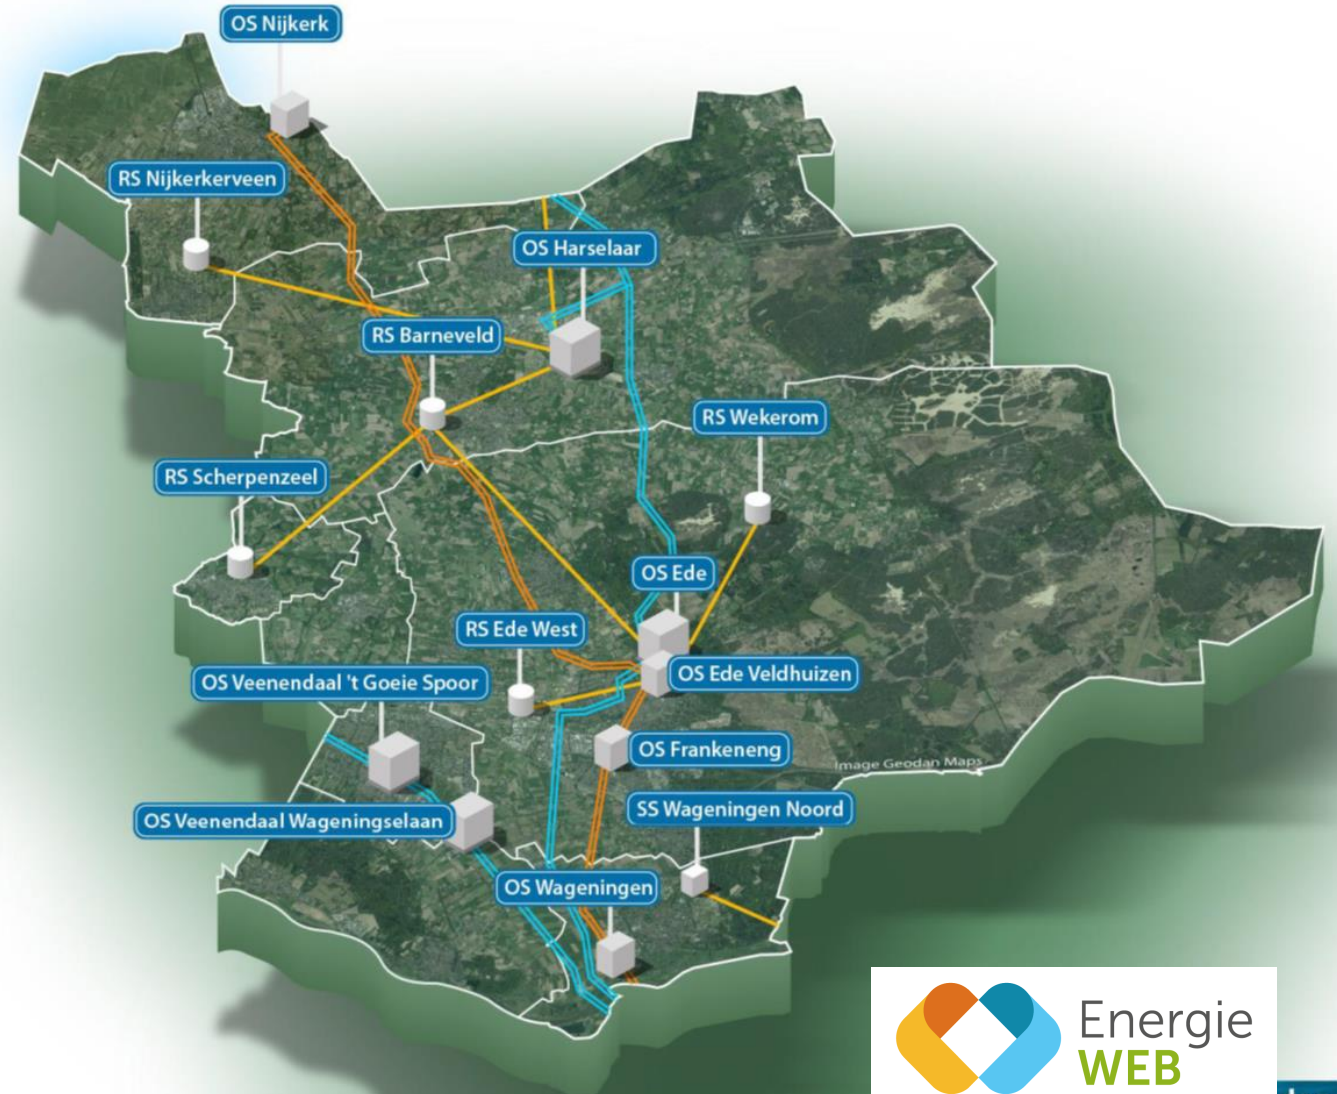 OS Nijkerk
RS Nijkerkerveen
OS Harselaar
RS Barneveld
RS Wekerom
RS Scherpenzeel
OS Ede
RS Ede West
OS Ede Veldhuizen
OS Veenendaal 't Goeie Spoor
OS Frankeneng
Image Geodan Maps
SS Wageningen Noord
OS Veenendaal Wageningselaan
OS Wageningen
Energie
WEB